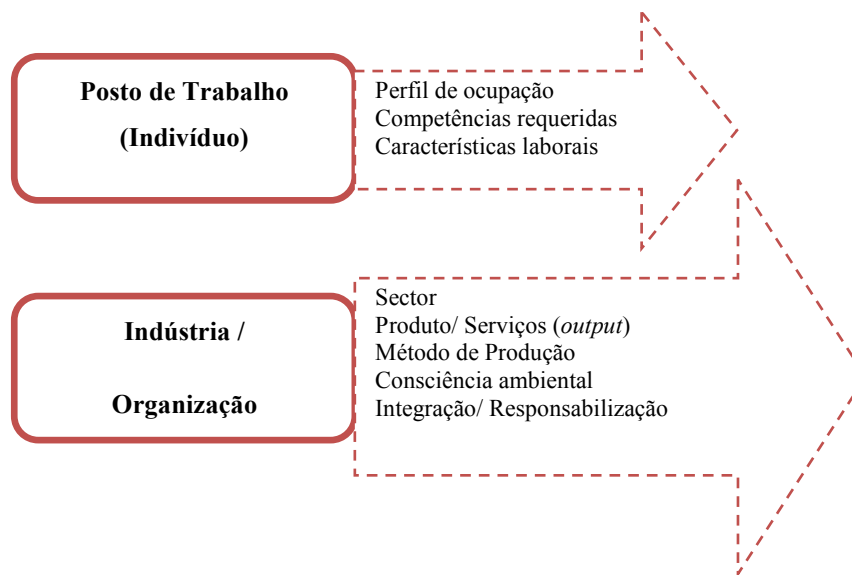 Posto de Trabalho
(Indivíduo)
Perfil de ocupação
Competências requeridas
Características laborais
Indústria /
Organização
Sector
Produto/ Serviços (output)
Método de Produção
Consciência ambiental
Integração/ Responsabilização